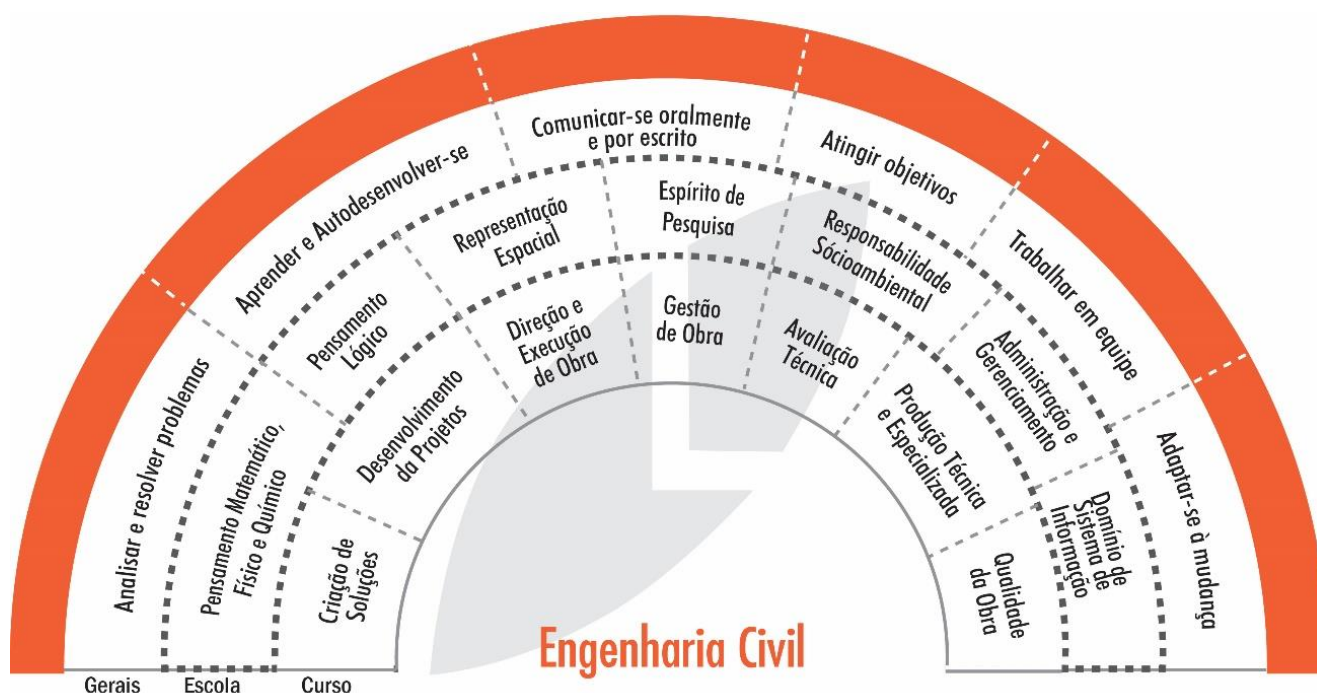 Analisar e resolver problemas
Aprender e Autodesenvolver-se
Comunicar-se oralmente
e por escrito
Atingir objetivos
Trabalhar em equipe
Adaptar-se à mudança
Pensamento Matemático,
Físico e Químico
Pensamento
Lógico
Representação
Espacial
Espírito de
Pesquisa
Responsabilidade
Sócioambiental
Administração e
Gerenciamento
Domínio de
Sistema de
Informação
Criação de
Soluções
Desenvolvimento
da Projetos
Direção e
Execução
de Obra
Gestão
de Obra
Avaliação
Técnica
Produção Técnica
e Especializada
Qualidade
da Obra
Engenharia Civil
Gerais
Escola
Curso